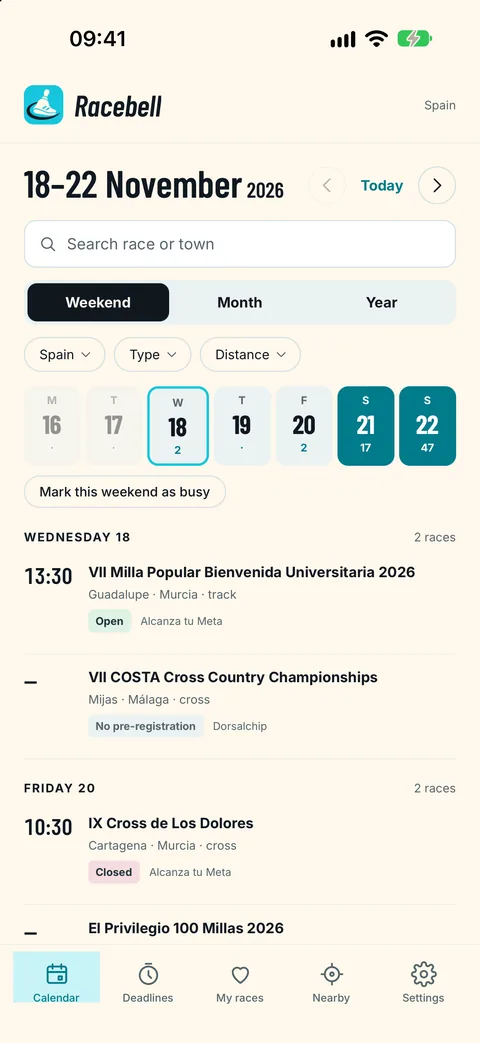 09:41
Racebell
Spain
18–22 November 2026
Today
Search race or town
Weekend Month Year
Spain Type Distance
M T W T F S S
16 17 18 19 20 21 22
· · 2 · 2 17 47
Mark this weekend as busy
WEDNESDAY 18 2 races
13:30 VII Milla Popular Bienvenida Universitaria 2026
Guadalupe · Murcia · track
Open Alcanza tu Meta
– VII COSTA Cross Country Championships
Mijas · Málaga · cross
No pre-registration Dorsalchip
FRIDAY 20 2 races
10:30 IX Cross de Los Dolores
Cartagena · Murcia · cross
Closed Alcanza tu Meta
– El Privilegio 100 Millas 2026
Calendar Deadlines My races Nearby Settings